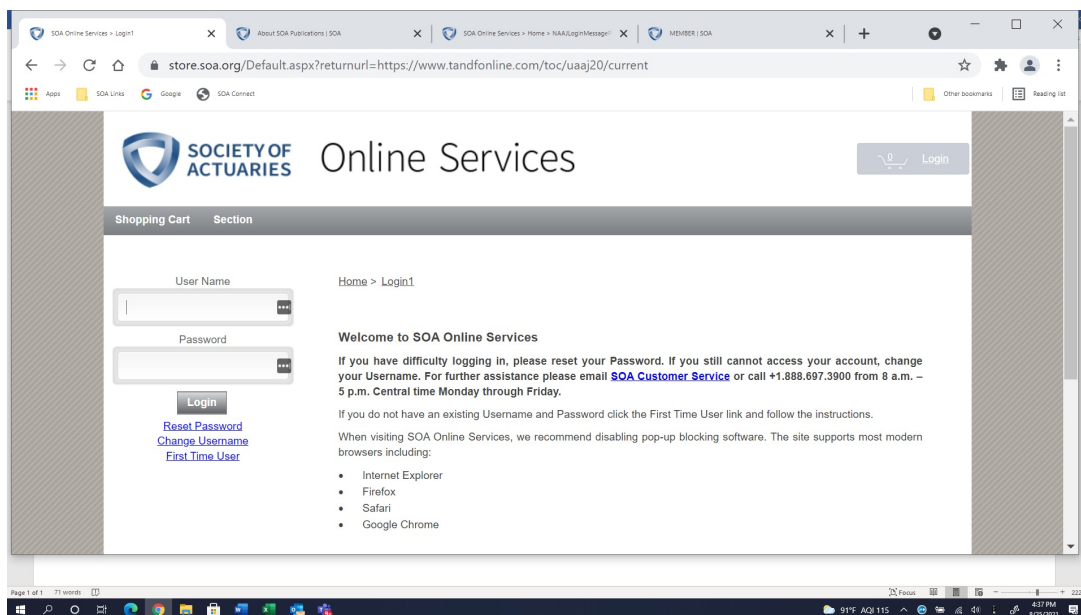 SOA Online Services > Login1
About SOA Publications | SOA
SOA Online Services > Home > NAAJLoginMessage
MEMBER | SOA
store.soa.org/Default.aspx?returnurl=https://www.tandfonline.com/toc/uaaj20/current
Apps SOA Links Google SOA Connect Other bookmarks Reading list
SOCIETY OF
ACTUARIES
Online Services
0 Login
Shopping Cart Section
User Name
Password
Login
Reset Password
Change Username
First Time User
Home > Login1
Welcome to SOA Online Services
If you have difficulty logging in, please reset your Password. If you still cannot access your account, change
your Username. For further assistance please email SOA Customer Service or call +1.888.697.3900 from 8 a.m. –
5 p.m. Central time Monday through Friday.
If you do not have an existing Username and Password click the First Time User link and follow the instructions.
When visiting SOA Online Services, we recommend disabling pop-up blocking software. The site supports most modern
browsers including:
• Internet Explorer
• Firefox
• Safari
• Google Chrome
Page 1 of 1 71 words Focus
91°F AQI 115 4:37 PM
8/25/2021